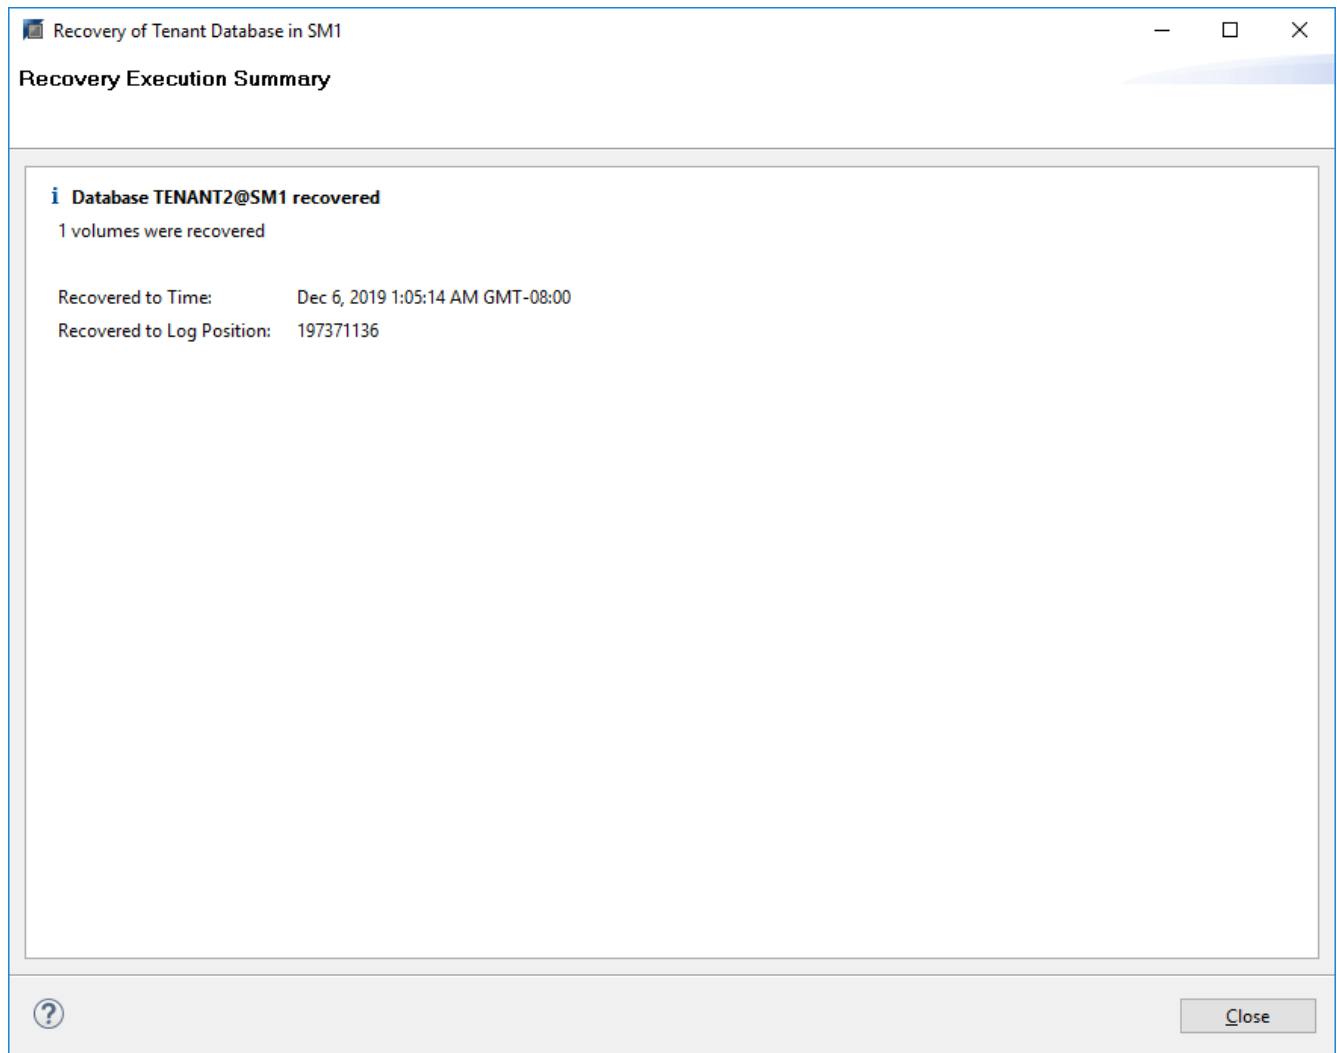 Recovery of Tenant Database in SM1
Recovery Execution Summary
i Database TENANT2@SM1 recovered
1 volumes were recovered
Recovered to Time: Dec 6, 2019 1:05:14 AM GMT-08:00
Recovered to Log Position: 197371136
?
Close